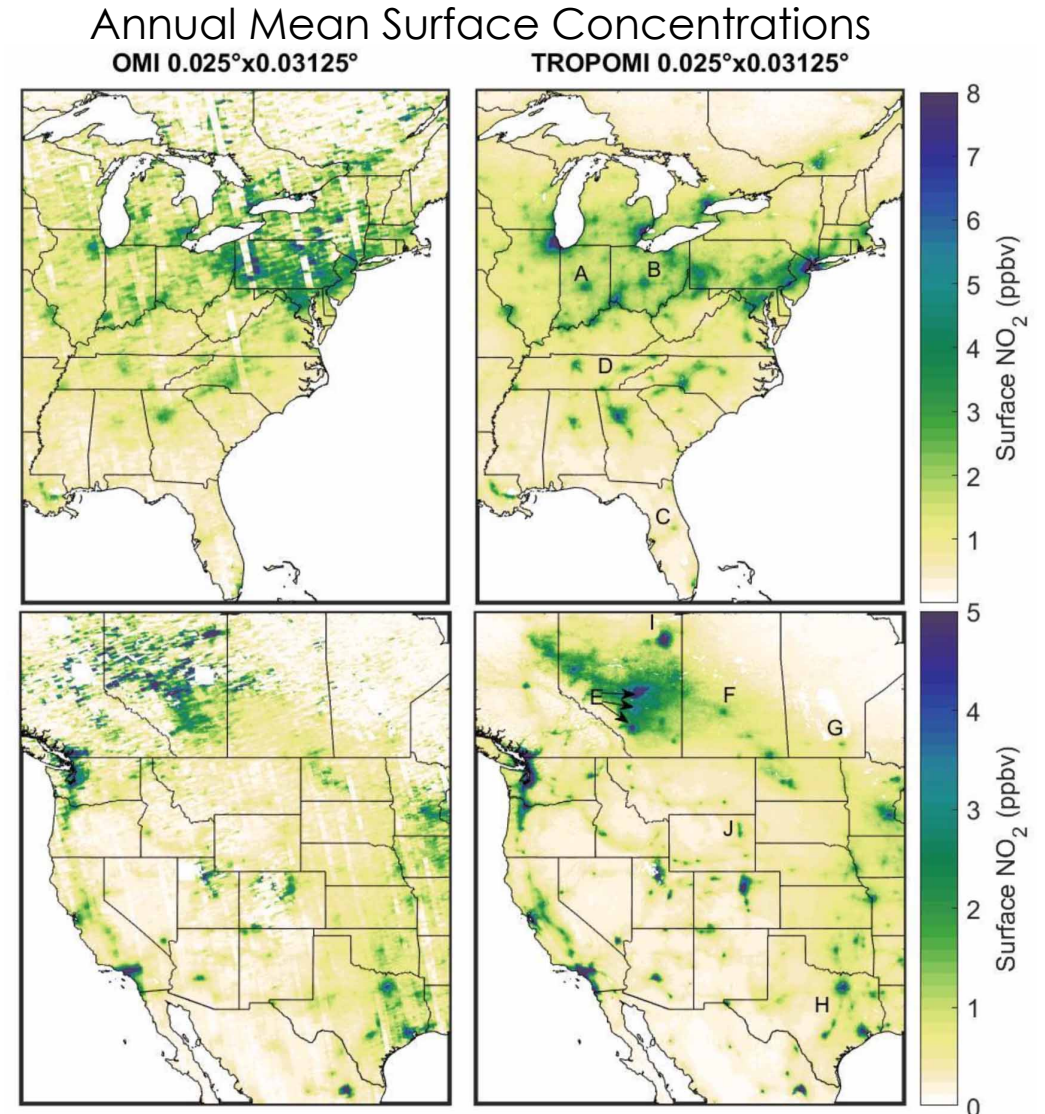 Annual Mean Surface Concentrations
OMI 0.025°x0.03125°
TROPOMI 0.025°x0.03125°
A
B
D
C
8
7
6
5
4
3
2
1
Surface NO2 (ppbv)
I
E
F
G
J
H
5
4
3
2
1
0
Surface NO2 (ppbv)